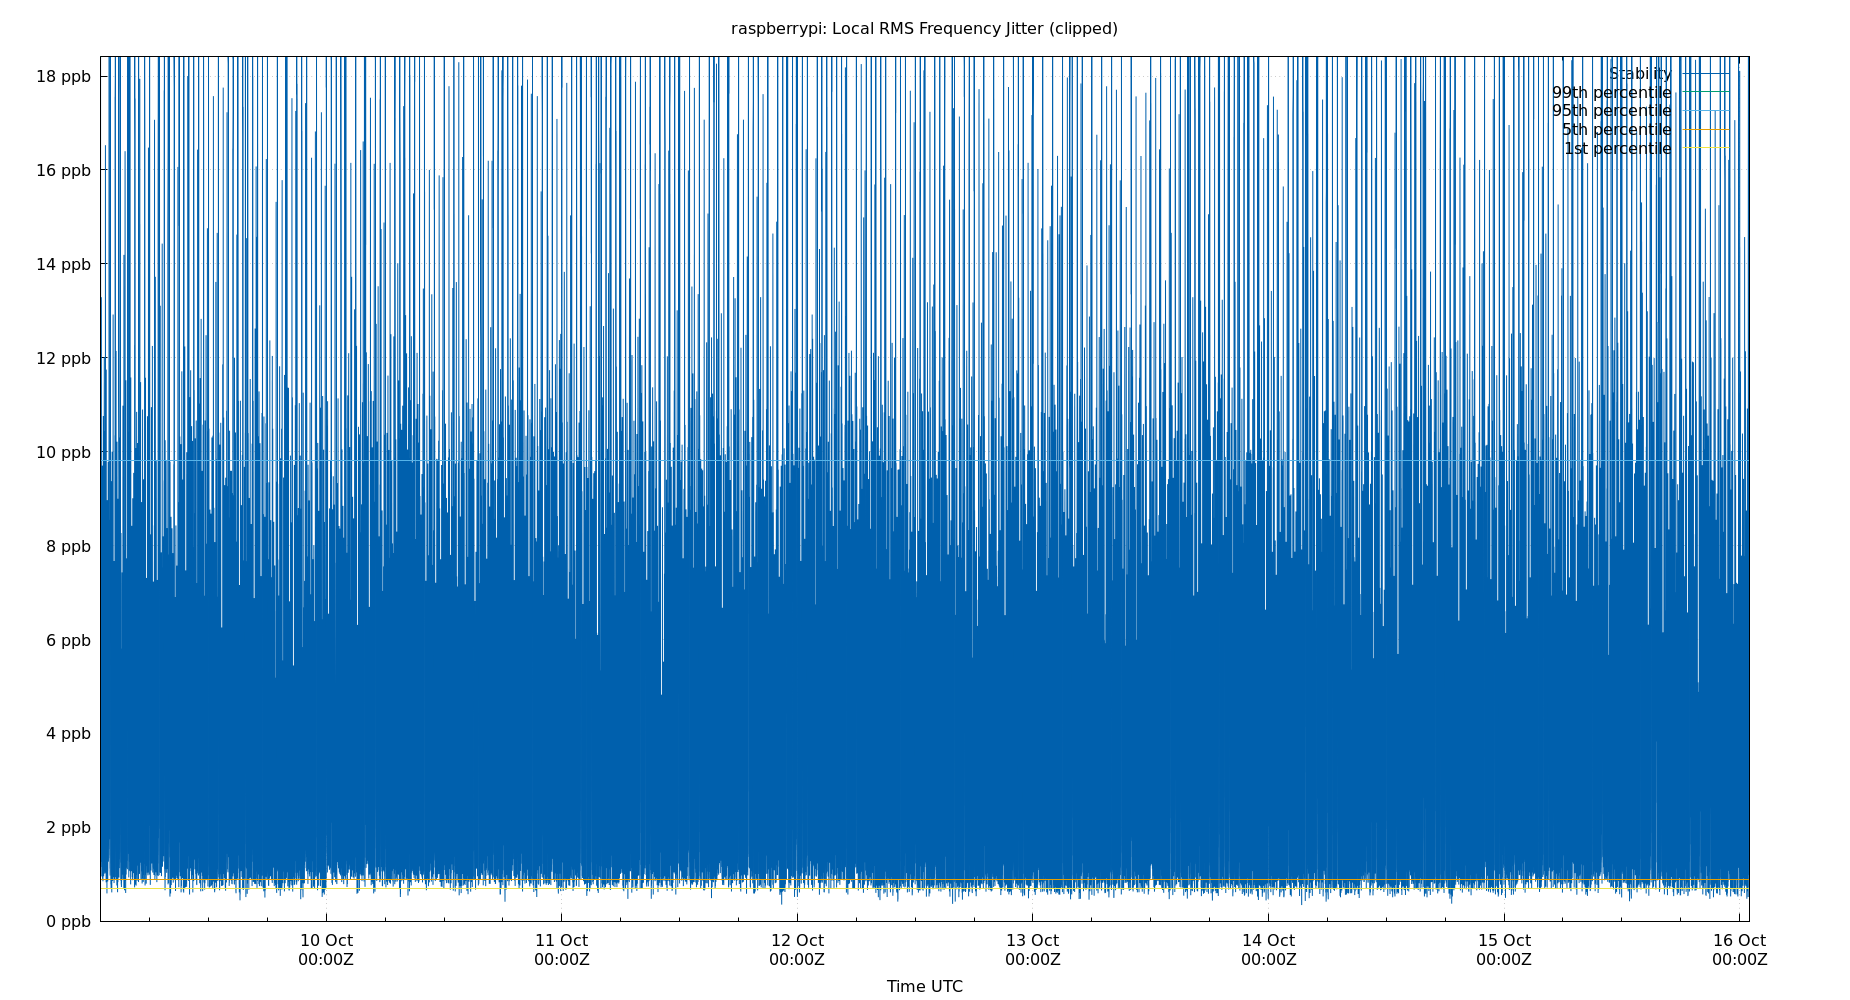 raspberrypi: Local RMS Frequency Jitter (clipped)
18 ppb
16 ppb
14 ppb
12 ppb
10 ppb
8 ppb
6 ppb
4 ppb
2 ppb
0 ppb
Stability
99th percentile
95th percentile
5th percentile
1st percentile
10 Oct 11 Oct 12 Oct 13 Oct 14 Oct 15 Oct 16 Oct
00:00Z 00:00Z 00:00Z 00:00Z 00:00Z 00:00Z 00:00Z
Time UTC